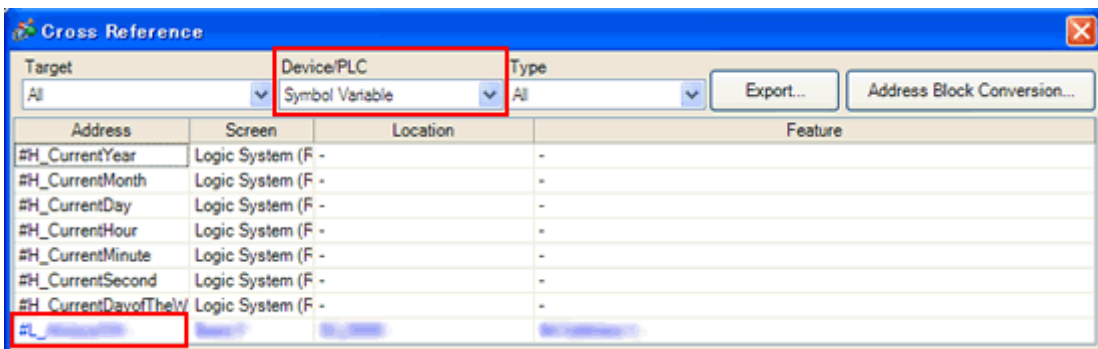 Cross Reference
Target Device/PLC Type
All Symbol Variable All Export... Address Block Conversion...
Address Screen Location Feature
#H_CurrentYear Logic System (R - -
#H_CurrentMonth Logic System (R - -
#H_CurrentDay Logic System (R - -
#H_CurrentHour Logic System (R - -
#H_CurrentMinute Logic System (R - -
#H_CurrentSecond Logic System (R - -
#H_CurrentDayofTheW Logic System (R - -
#L_